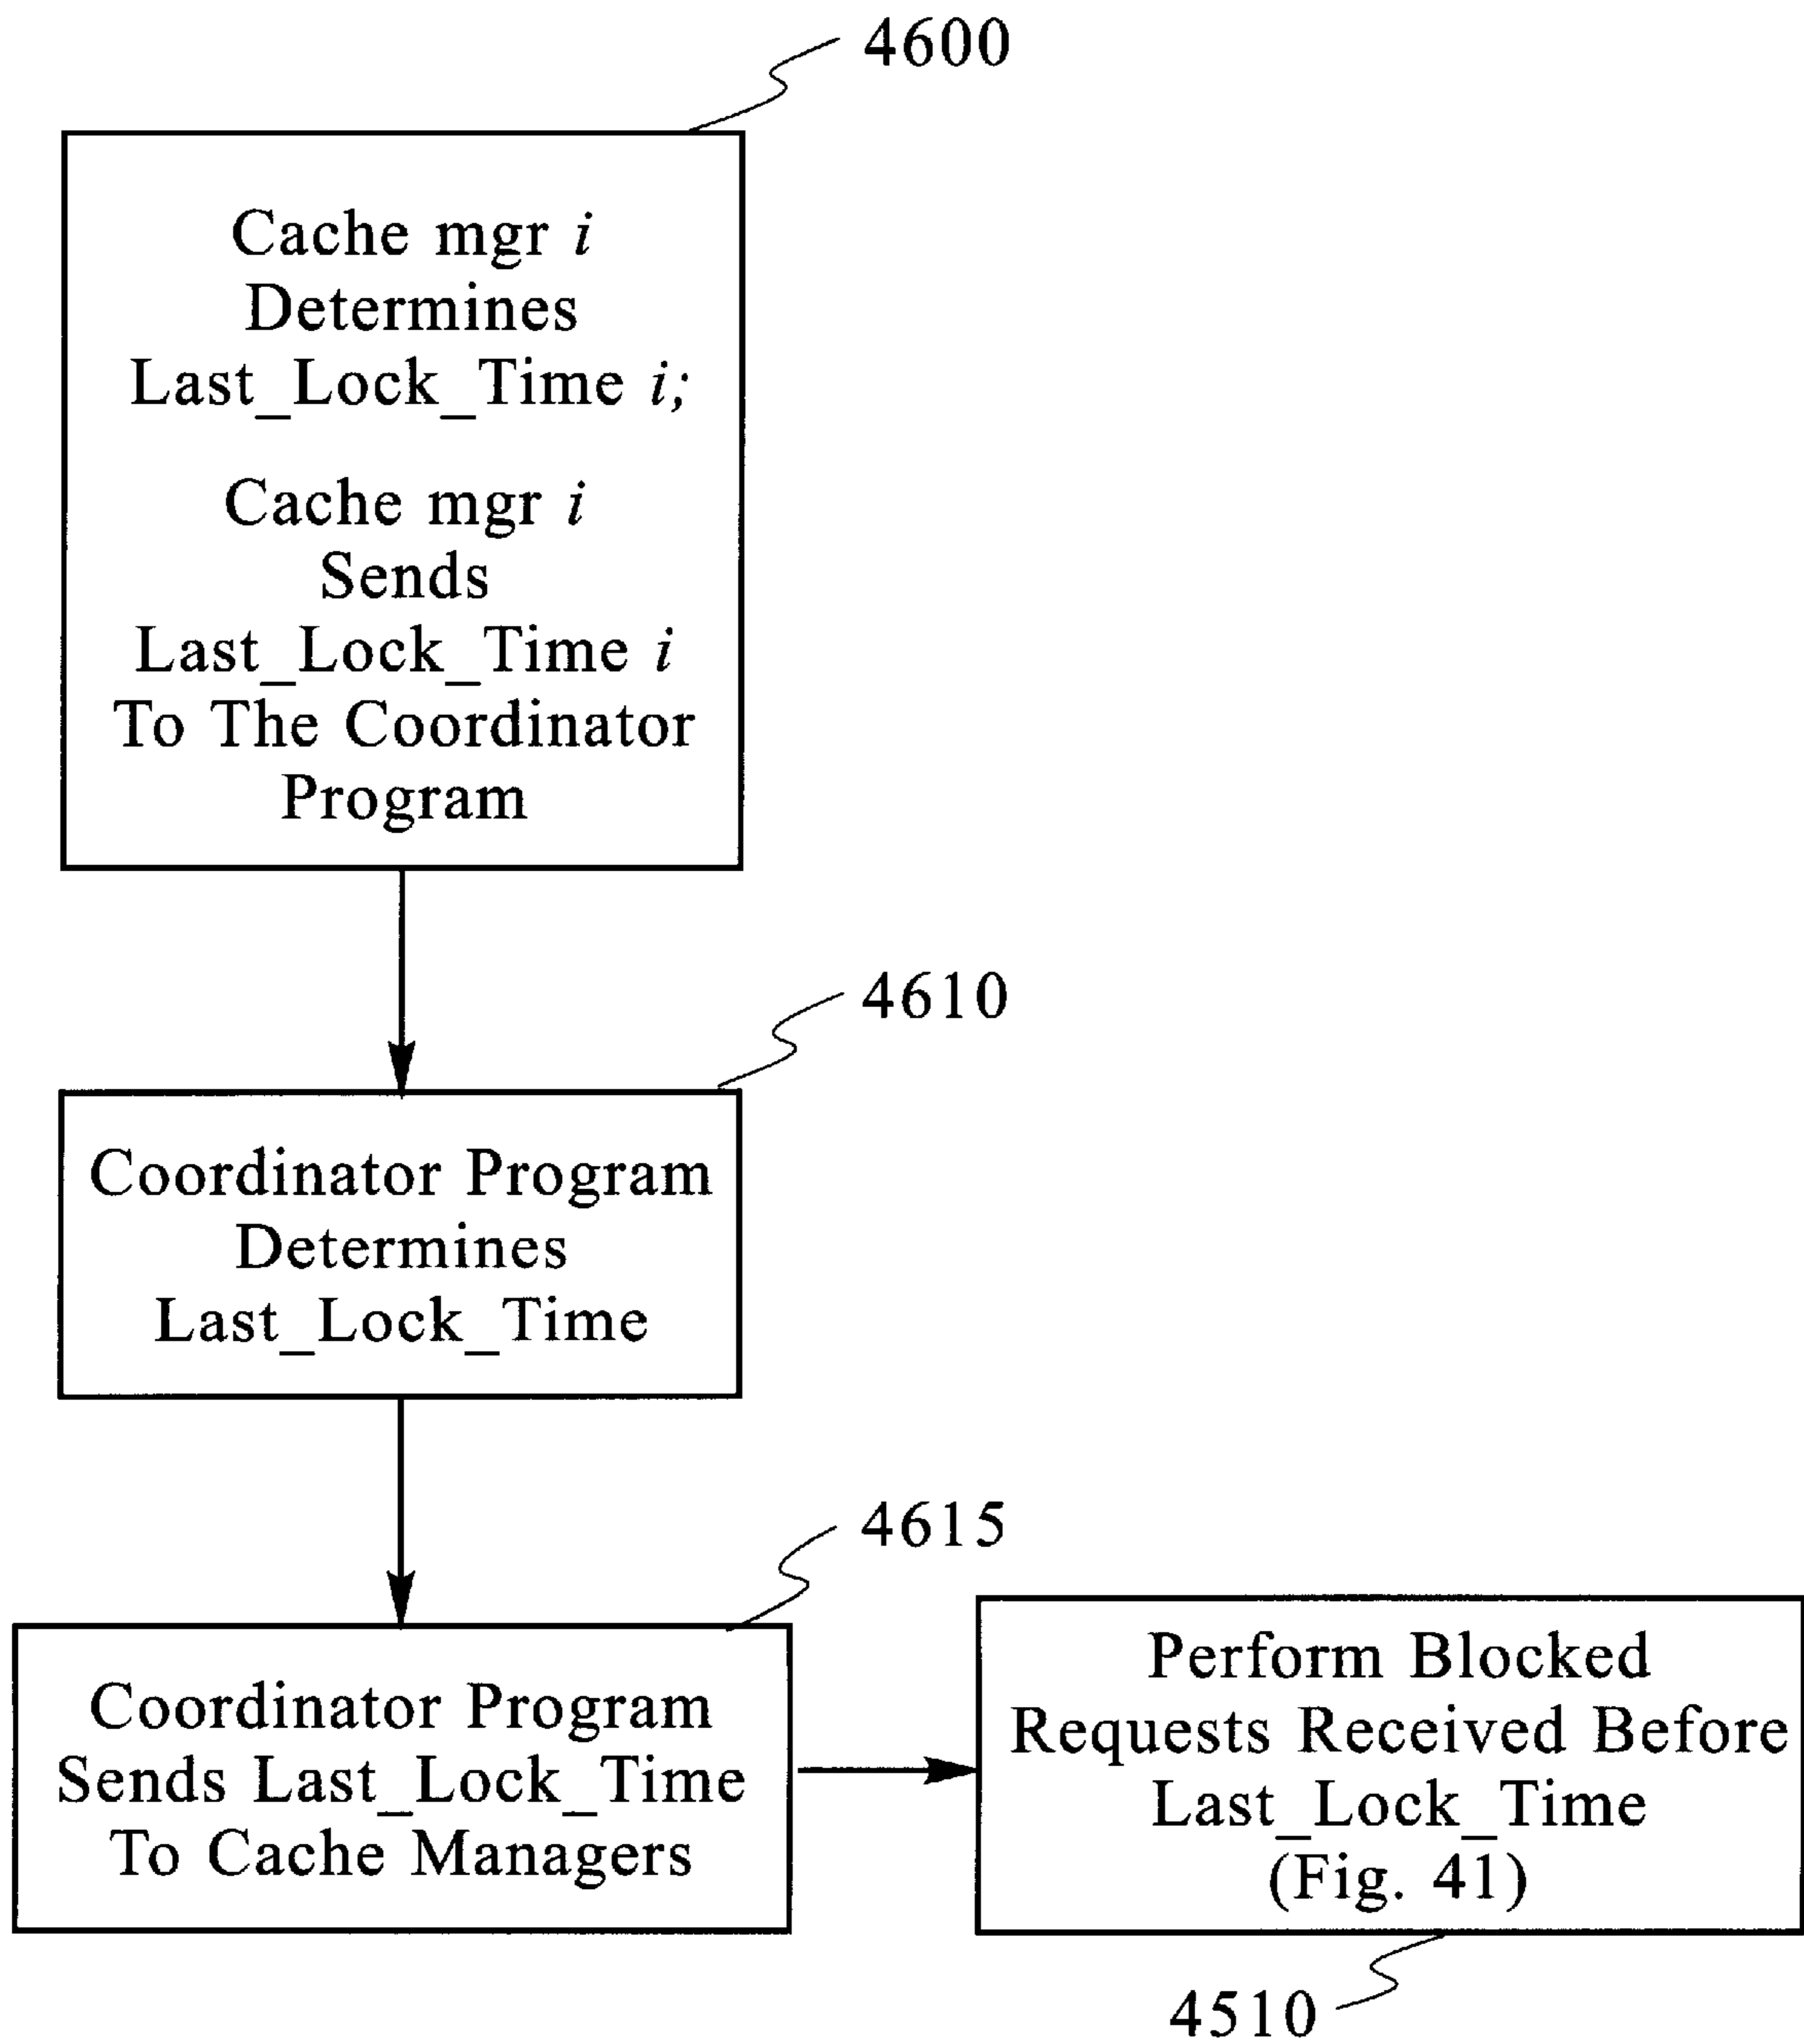 4600
Cache mgr i
Determines
Last_Lock_Time i;
Cache mgr i
Sends
Last_Lock_Time i
To The Coordinator
Program
4610
Coordinator Program
Determines
Last_Lock_Time
4615
Coordinator Program
Sends Last_Lock_Time
To Cache Managers
Perform Blocked
Requests Received Before
Last_Lock_Time
(Fig. 41)
4510